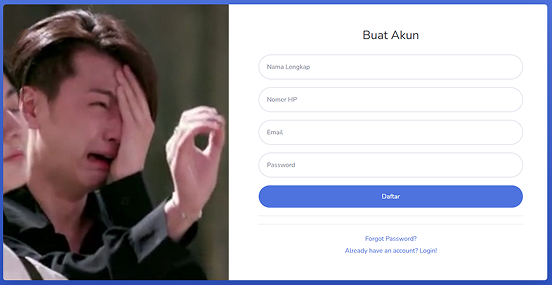 Buat Akun
Nama Lengkap
Nomor HP
Email
Password
Daftar
Forgot Password?
Already have an account? Login!